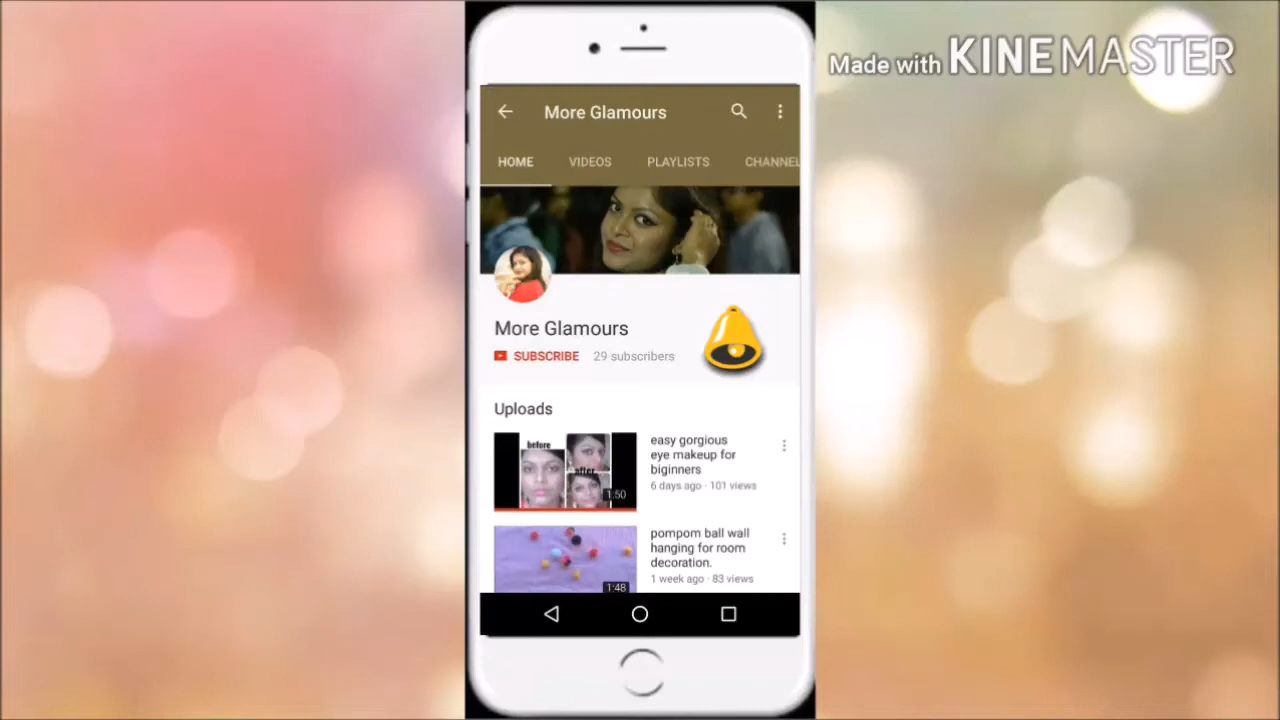 Made with KINEMASTER
More Glamours
HOME VIDEOS PLAYLISTS CHANNEL
More Glamours
SUBSCRIBE 29 subscribers
Uploads
before
after
1:50
easy gorgious
eye makeup for
biginners
6 days ago · 101 views
1:48
pompom ball wall
hanging for room
decoration.
1 week ago · 83 views